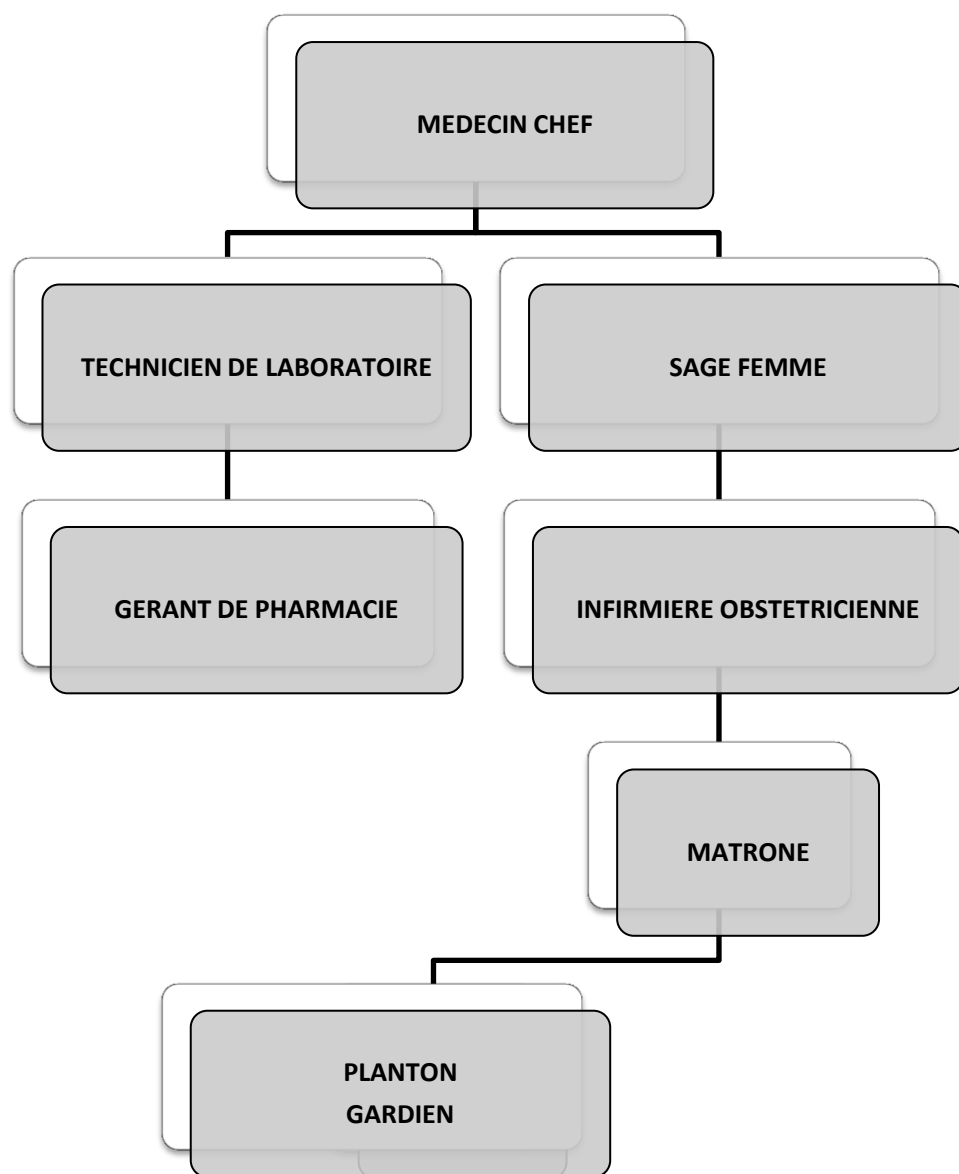 MEDECIN CHEF
TECHNICIEN DE LABORATOIRE
SAGE FEMME
GERANT DE PHARMACIE
INFIRMIERE OBSTETRICIENNE
MATRONE
PLANTON
GARDIEN